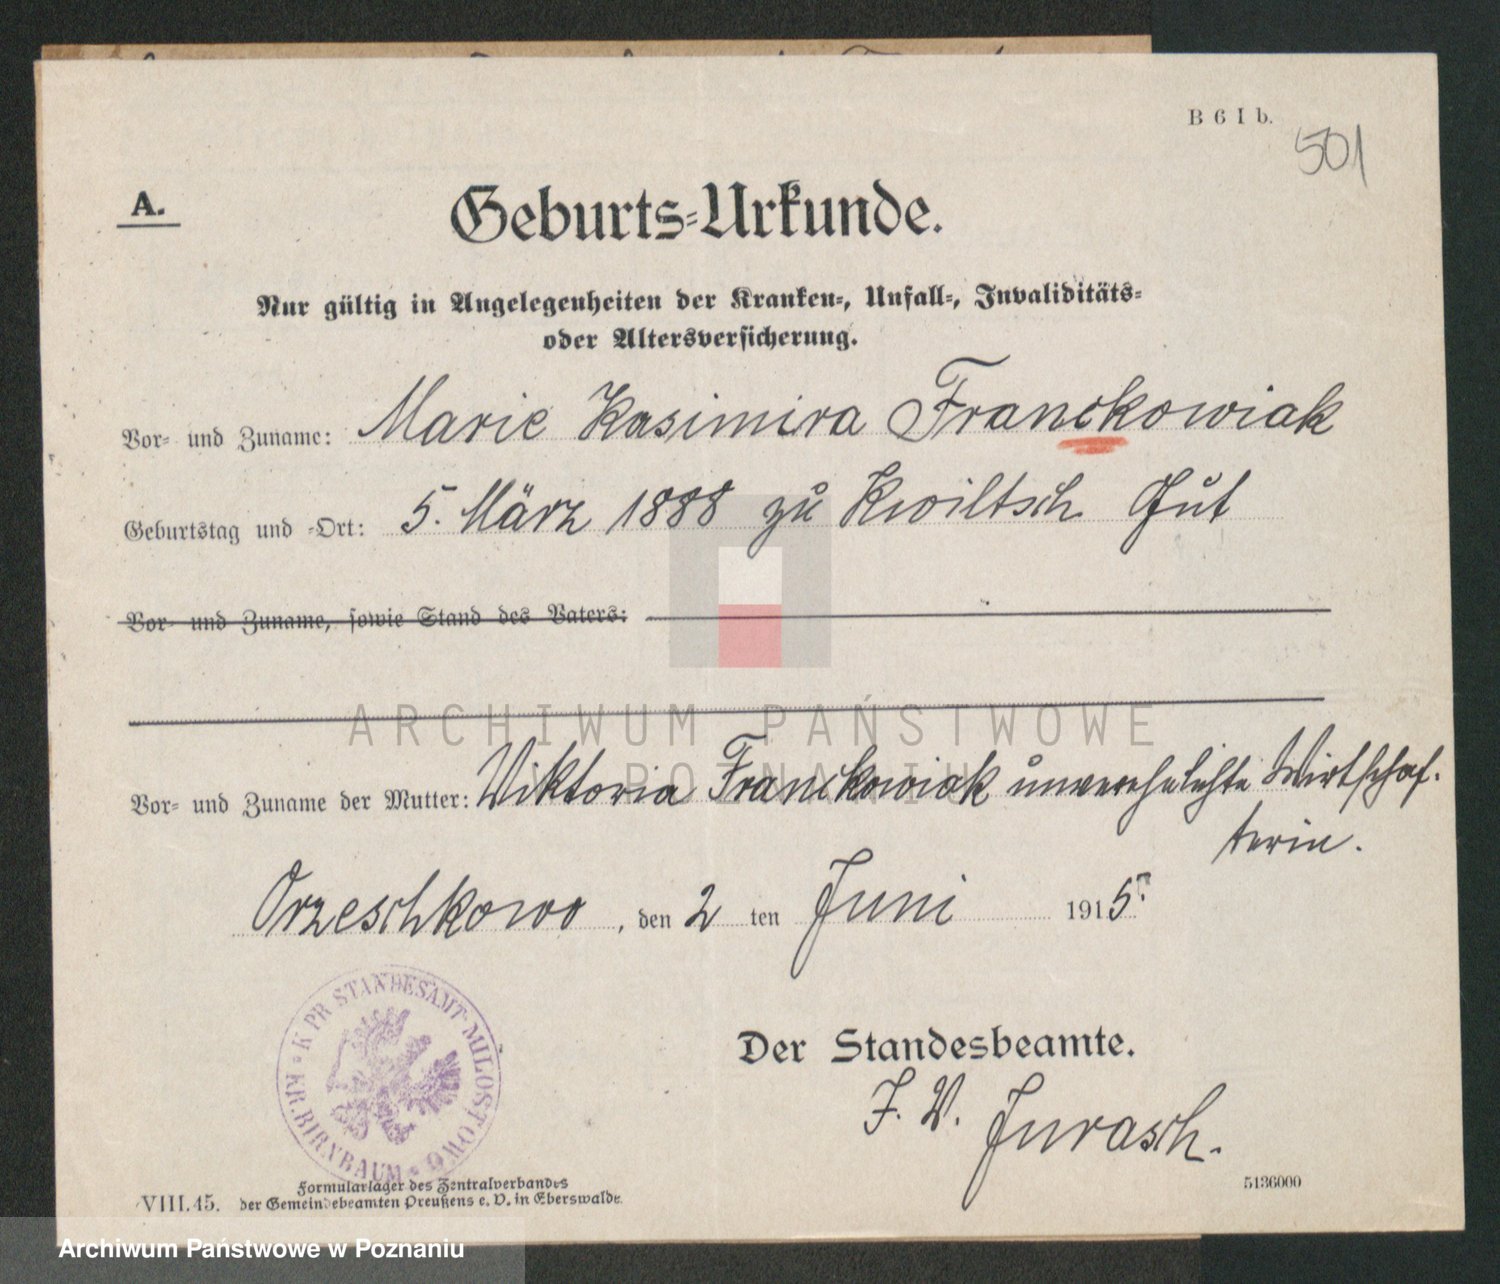 B 6 I b.
501
A.
Geburts-Urkunde.
Nur gültig in Angelegenheiten der Kranken-, Unfall-, Invaliditäts-
oder Altersversicherung.
Vor- und Zuname: Marie Kasimira Franckowiak
Geburtstag und -Ort: 5. März 1888 zu Kwiltsch Gut
Vor- und Zuname, sowie Stand des Vaters:
ARCHIWUM PAŃSTWOWE
W POZNANIU
Vor- und Zuname der Mutter: Viktoria Franckowiak unverehelichte Wirtschaf-
terin.
Orzeschkowo, den 2 ten Juni 1915.
K. PR. STANDESAMT MILOSTOWO
KR. BIRNBAUM
Der Standesbeamte.
J. V. Jurasch.
VIII. 45.
Formularlager des Zentralverbandes
der Gemeindebeamten Preußens e. V. in Eberswalde
5136000
Archiwum Państwowe w Poznaniu